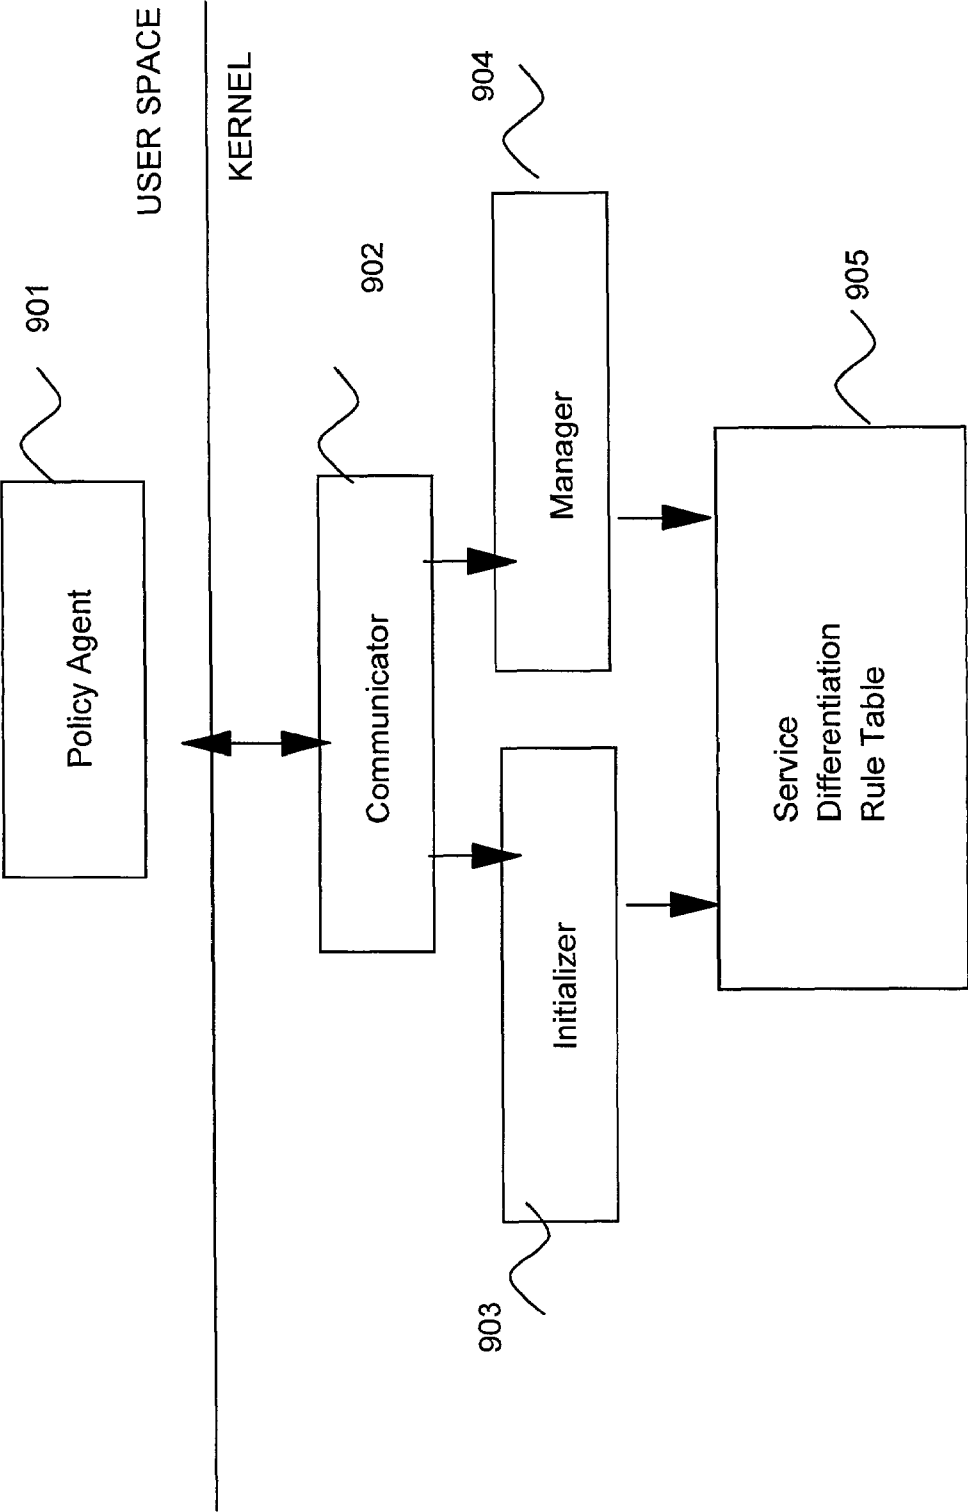 901
Policy Agent
USER SPACE
KERNEL
902
Communicator
904
Manager
903
Initializer
905
Service
Differentiation
Rule Table